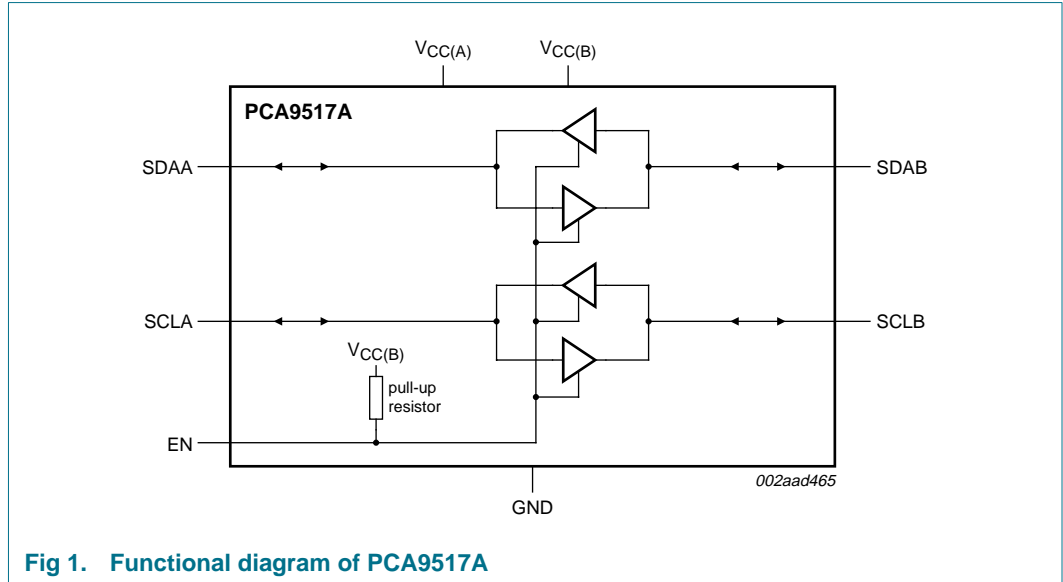 VCC(A)
VCC(B)
PCA9517A
SDAA
SDAB
SCLA
SCLB
VCC(B)
pull-up
resistor
EN
002aad465
GND
Fig 1. Functional diagram of PCA9517A